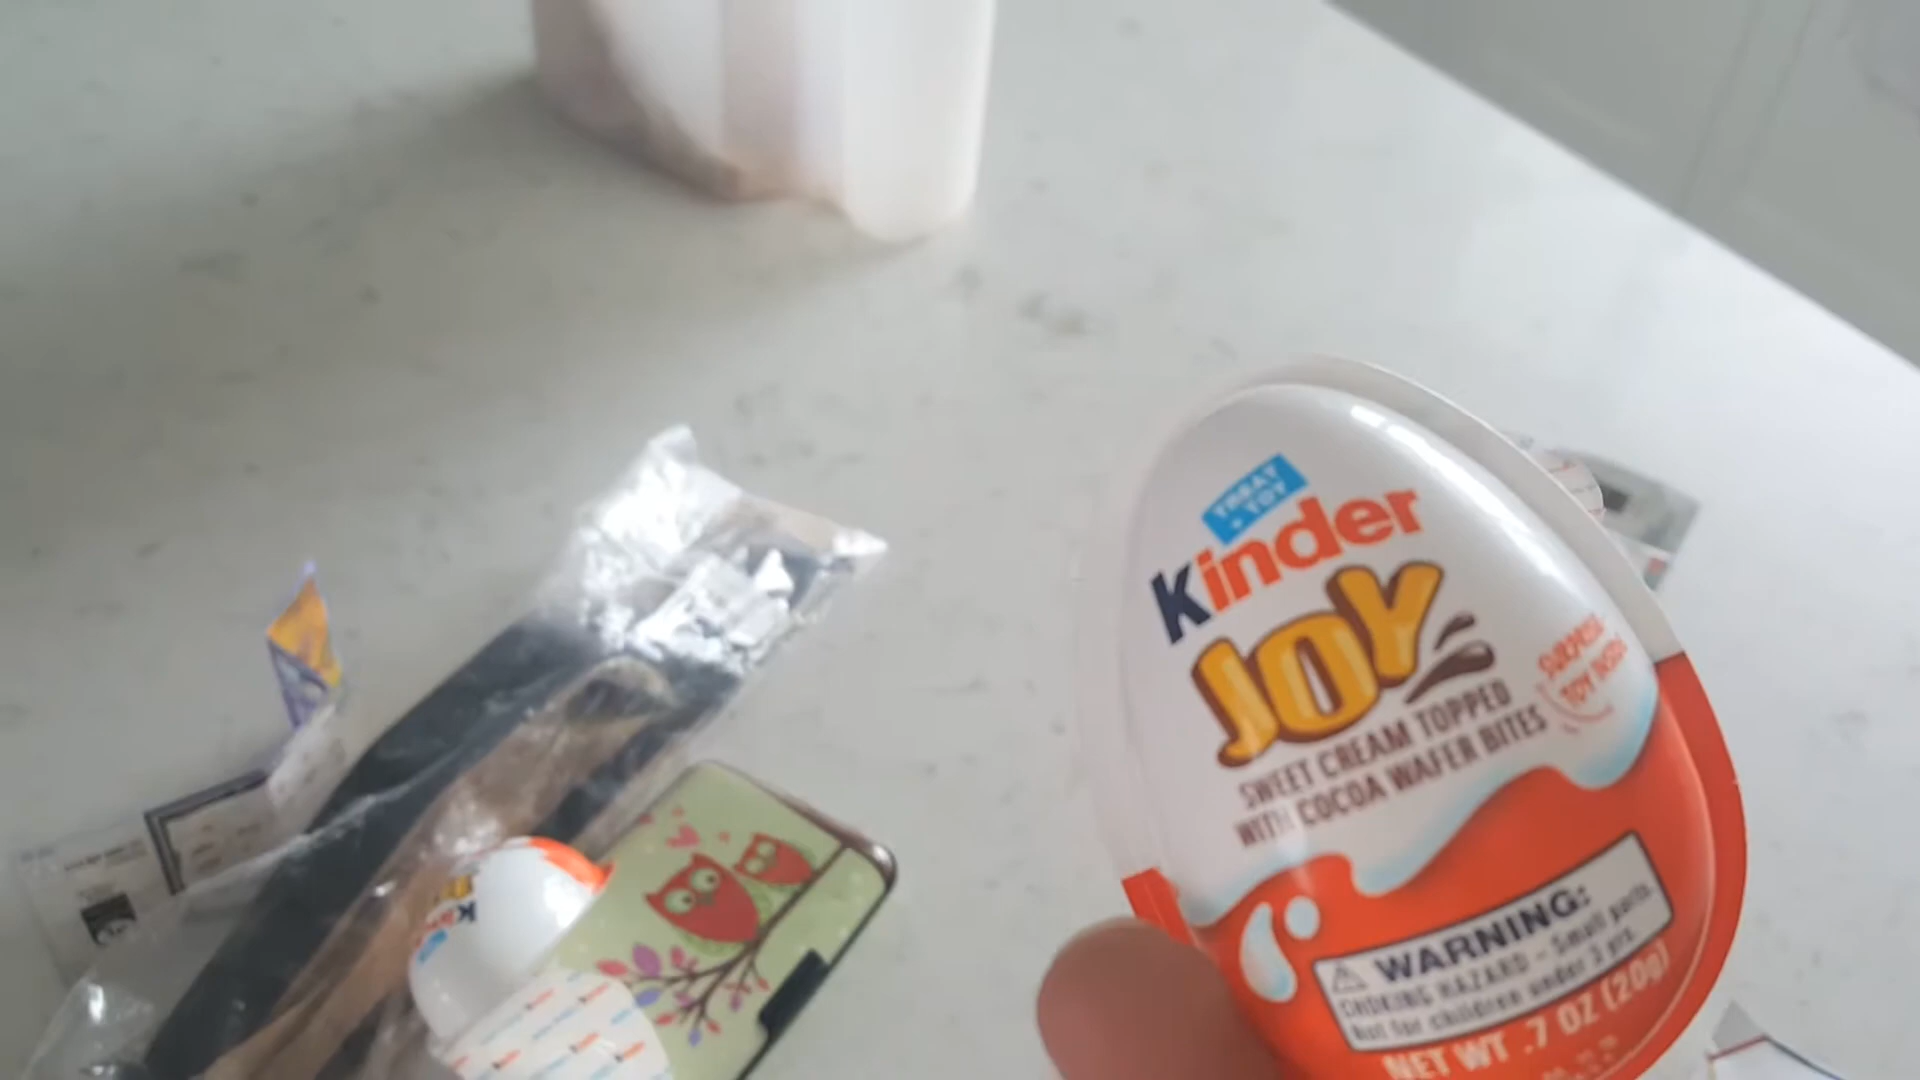 TREAT
+ TOY
kinder
JOY
SWEET CREAM TOPPED
WITH COCOA WAFER BITES
SURPRISE
TOY INSIDE
WARNING:
CHOKING HAZARD – Small parts.
Not for children under 3 yrs.
NET WT .7 OZ (20g)